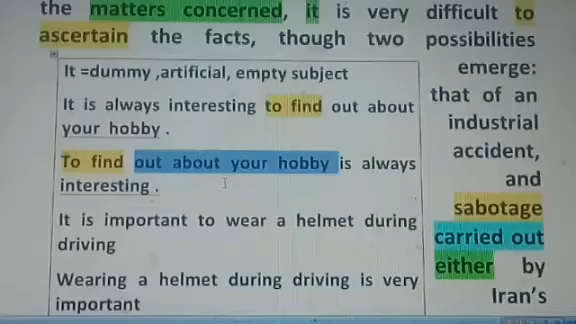 the matters concerned, it is very difficult to
ascertain the facts, though two possibilities
It =dummy ,artificial, empty subject
It is always interesting to find out about
your hobby .
To find out about your hobby is always
interesting .
It is important to wear a helmet during
driving
Wearing a helmet during driving is very
important
emerge:
that of an
industrial
accident,
and
sabotage
carried out
either by
Iran's